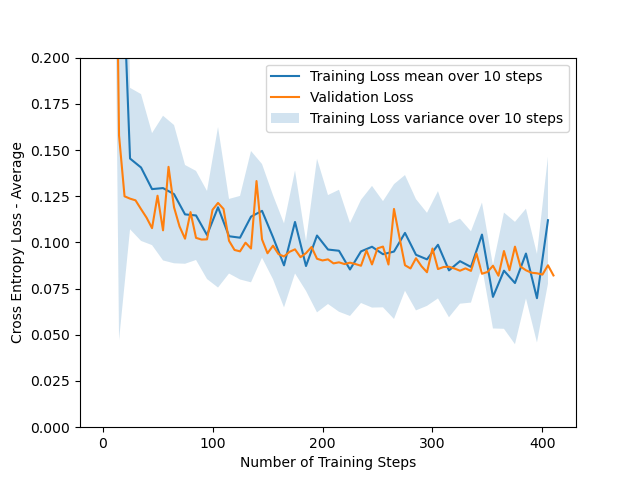 Training Loss mean over 10 steps
Validation Loss
Training Loss variance over 10 steps
0.200
0.175
0.150
0.125
0.100
0.075
0.050
0.025
0.000
Cross Entropy Loss - Average
0 100 200 300 400
Number of Training Steps